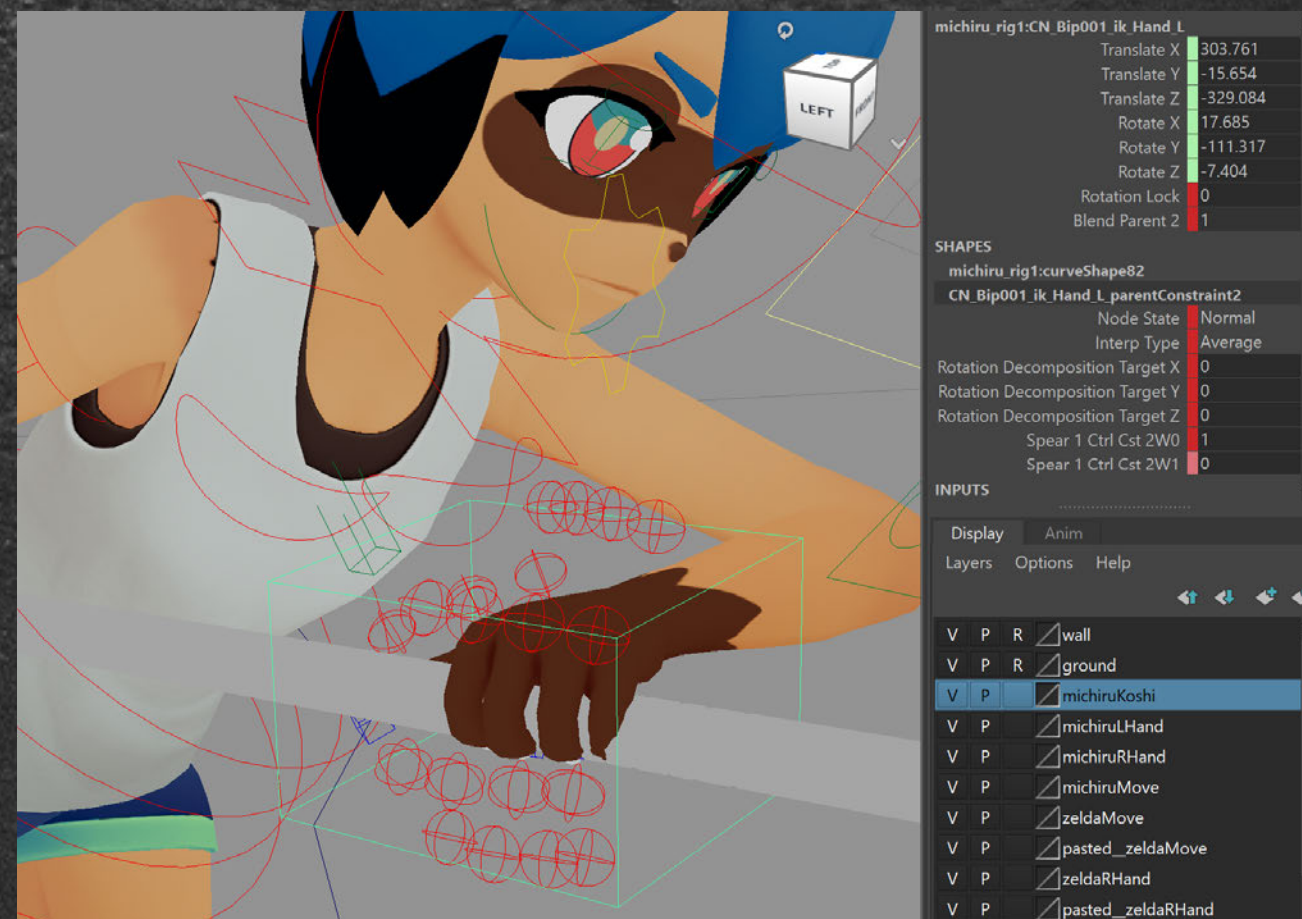 michiru_rig1:CN_Bip001_ik_Hand_L
Translate X 303.761
Translate Y -15.654
Translate Z -329.084
Rotate X 17.685
Rotate Y -111.317
Rotate Z -7.404
Rotation Lock 0
Blend Parent 2 1
SHAPES
michiru_rig1:curveShape82
CN_Bip001_ik_Hand_L_parentConstraint2
Node State Normal
Interp Type Average
Rotation Decomposition Target X 0
Rotation Decomposition Target Y 0
Rotation Decomposition Target Z 0
Spear 1 Ctrl Cst 2W0 1
Spear 1 Ctrl Cst 2W1 0
INPUTS
Display Anim
Layers Options Help
V P R wall
V P R ground
V P michiruKoshi
V P michiruLHand
V P michiruRHand
V P michiruMove
V P zeldaMove
V P pasted__zeldaMove
V P zeldaRHand
V P pasted__zeldaRHand
LEFT
FRONT